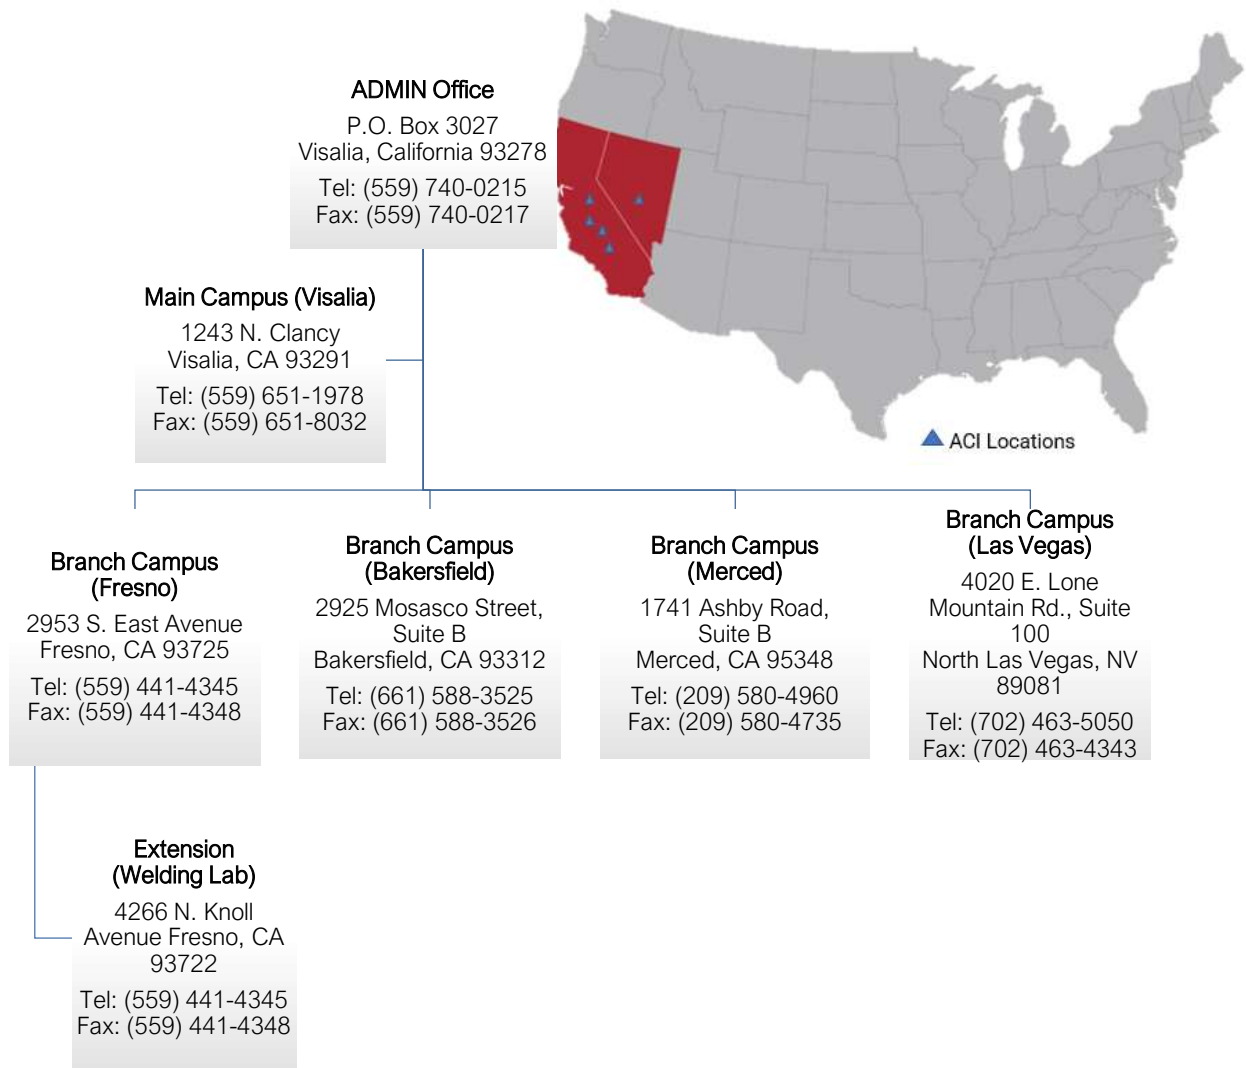 ADMIN Office
P.O. Box 3027
Visalia, California 93278
Tel: (559) 740-0215
Fax: (559) 740-0217
Main Campus (Visalia)
1243 N. Clancy
Visalia, CA 93291
Tel: (559) 651-1978
Fax: (559) 651-8032
ACI Locations
Branch Campus
(Fresno)
2953 S. East Avenue
Fresno, CA 93725
Tel: (559) 441-4345
Fax: (559) 441-4348
Branch Campus
(Bakersfield)
2925 Mosasco Street,
Suite B
Bakersfield, CA 93312
Tel: (661) 588-3525
Fax: (661) 588-3526
Branch Campus
(Merced)
1741 Ashby Road,
Suite B
Merced, CA 95348
Tel: (209) 580-4960
Fax: (209) 580-4735
Branch Campus
(Las Vegas)
4020 E. Lone
Mountain Rd., Suite
100
North Las Vegas, NV
89081
Tel: (702) 463-5050
Fax: (702) 463-4343
Extension
(Welding Lab)
4266 N. Knoll
Avenue Fresno, CA
93722
Tel: (559) 441-4345
Fax: (559) 441-4348